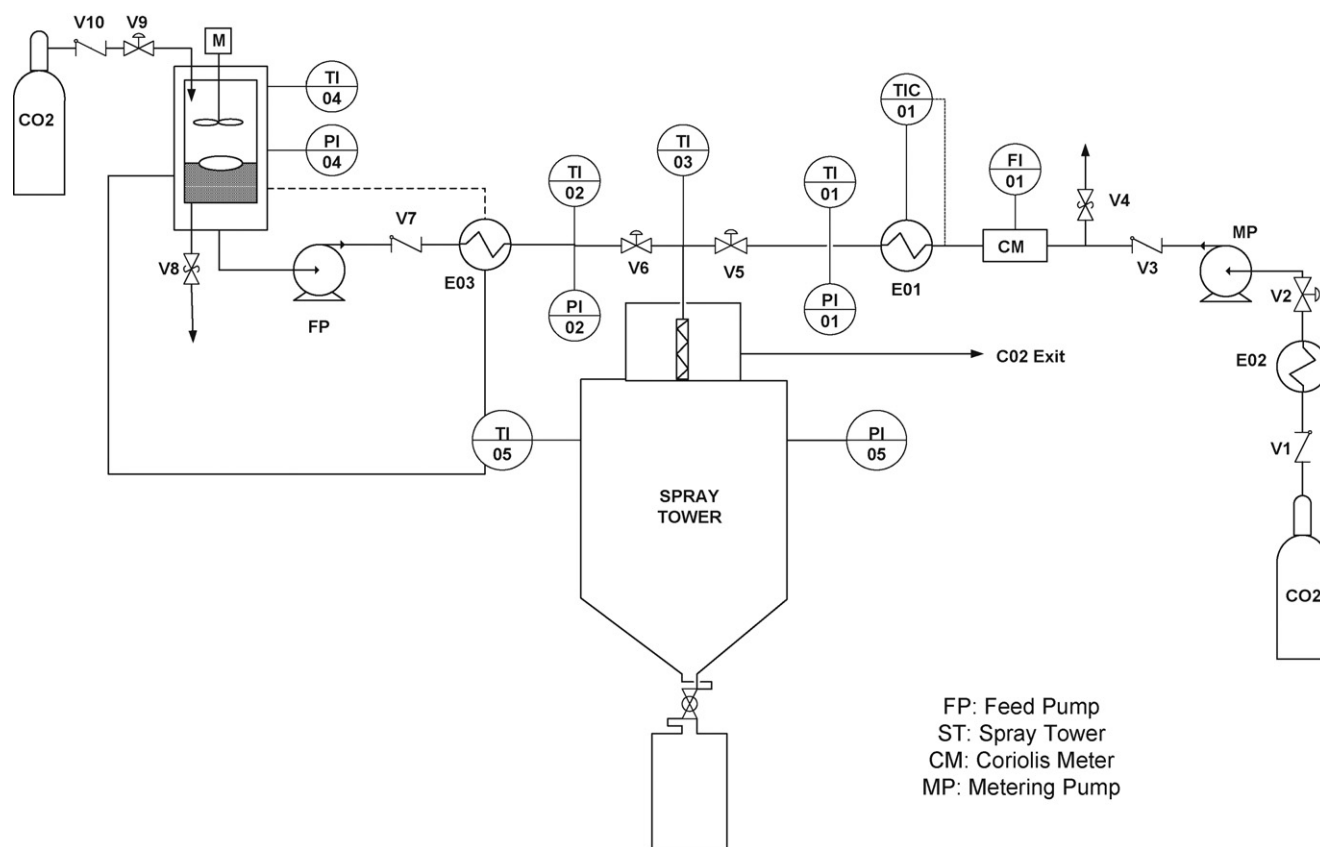 V10
V9
M
CO2
TI
04
PI
04
TIC
01
TI
03
TI
02
TI
01
FI
01
V4
V7
MP
V8
V6
V5
CM
V3
V2
E03
E01
FP
PI
02
PI
01
C02 Exit
E02
TI
05
PI
05
V1
SPRAY
TOWER
CO2
FP: Feed Pump
ST: Spray Tower
CM: Coriolis Meter
MP: Metering Pump